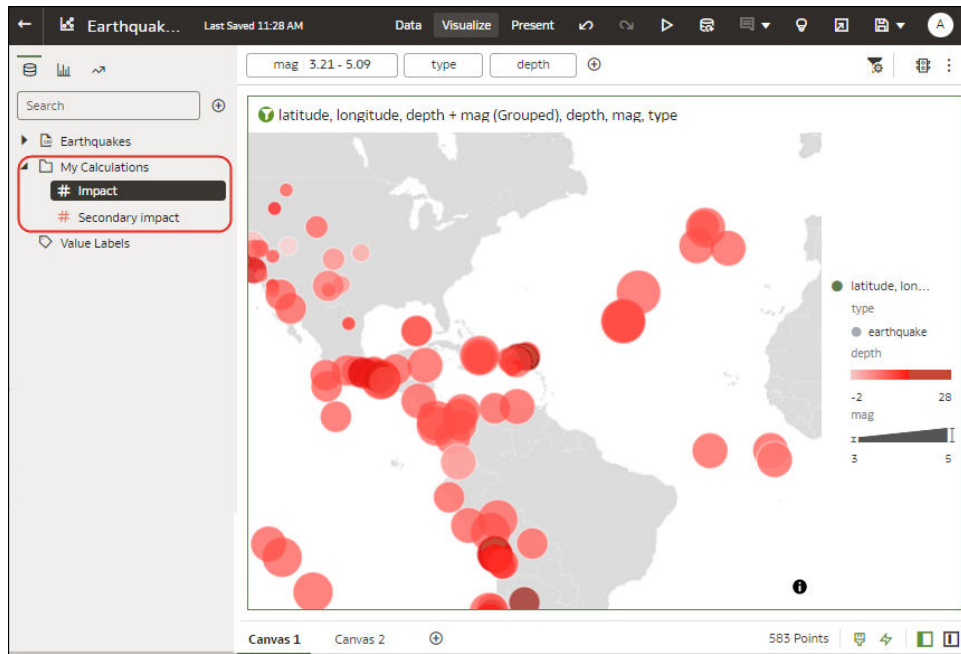 Earthquak... Last Saved 11:28 AM Data Visualize Present A
mag 3.21 - 5.09 type depth
Search
Earthquakes
My Calculations
# Impact
# Secondary impact
Value Labels
latitude, longitude, depth + mag (Grouped), depth, mag, type
latitude, lon...
type
earthquake
depth
-2 28
mag
3 5
Canvas 1 Canvas 2 583 Points